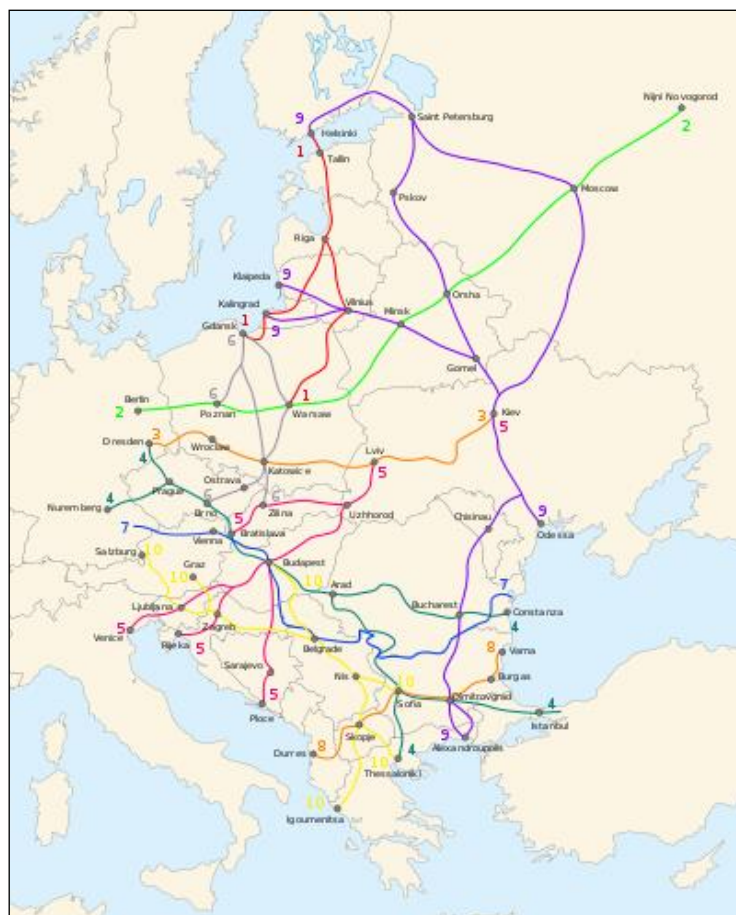 Nijni Novogorod
2
Saint Petersburg
9
Helsinki
1
Tallin
Moscow
Pskov
Riga
Klaipeda
9
Kalingrad
Vilnius
Orsha
Minsk
1
Gdansk
9
6
Gomel
Berlin
6
1
2
Poznan
Warsaw
3
Kiev
5
Dresden
3
Wroclaw
4
Lviv
5
Katowice
Ostrava
Prague
4
Nuremberg
6
6
Brno
Zilina
Uzhhorod
Chisinau
9
Odessa
7
5
Vienna
Bratislava
Salzburg
10
Graz
Budapest
10
10
Arad
7
Ljubljana
Bucharest
Constanza
4
Zagreb
Venice
5
Rijeka
5
Belgrade
8
Varna
Sarajevo
Nis
10
Burgas
5
Sofia
Dimitrovgrad
4
Ploce
Istanbul
Skopje
9
Alexandroupolis
Durres
8
4
Thessaloniki
10
Igoumenitsa